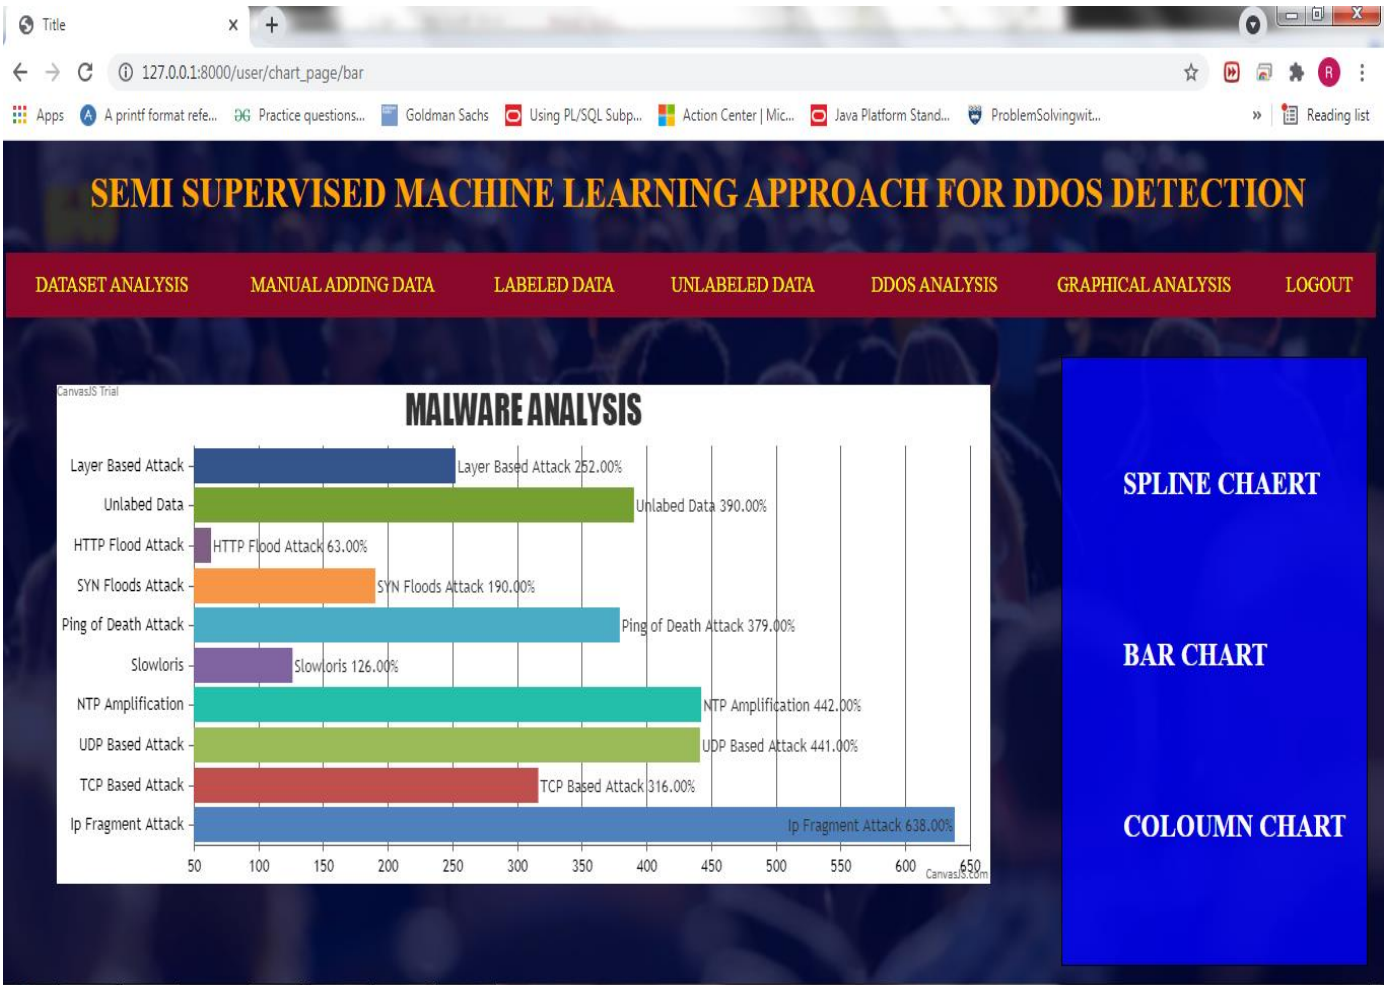 Title
127.0.0.1:8000/user/chart_page/bar
R
Apps A A printf format refe... Practice questions... Goldman Sachs Using PL/SQL Subp... Action Center | Mic... Java Platform Stand... ProblemSolvingwit... » Reading list
SEMI SUPERVISED MACHINE LEARNING APPROACH FOR DDOS DETECTION
DATASET ANALYSIS MANUAL ADDING DATA LABELED DATA UNLABELED DATA DDOS ANALYSIS GRAPHICAL ANALYSIS LOGOUT
CanvasJS Trial
MALWARE ANALYSIS
Layer Based Attack Layer Based Attack 252.00%
Unlabed Data Unlabed Data 390.00%
HTTP Flood Attack HTTP Flood Attack 63.00%
SYN Floods Attack SYN Floods Attack 190.00%
Ping of Death Attack Ping of Death Attack 379.00%
Slowloris Slowloris 126.00%
NTP Amplification NTP Amplification 442.00%
UDP Based Attack UDP Based Attack 441.00%
TCP Based Attack TCP Based Attack 316.00%
Ip Fragment Attack Ip Fragment Attack 638.00%
50 100 150 200 250 300 350 400 450 500 550 600 650
CanvasJS.com
SPLINE CHAERT
BAR CHART
COLOUMN CHART